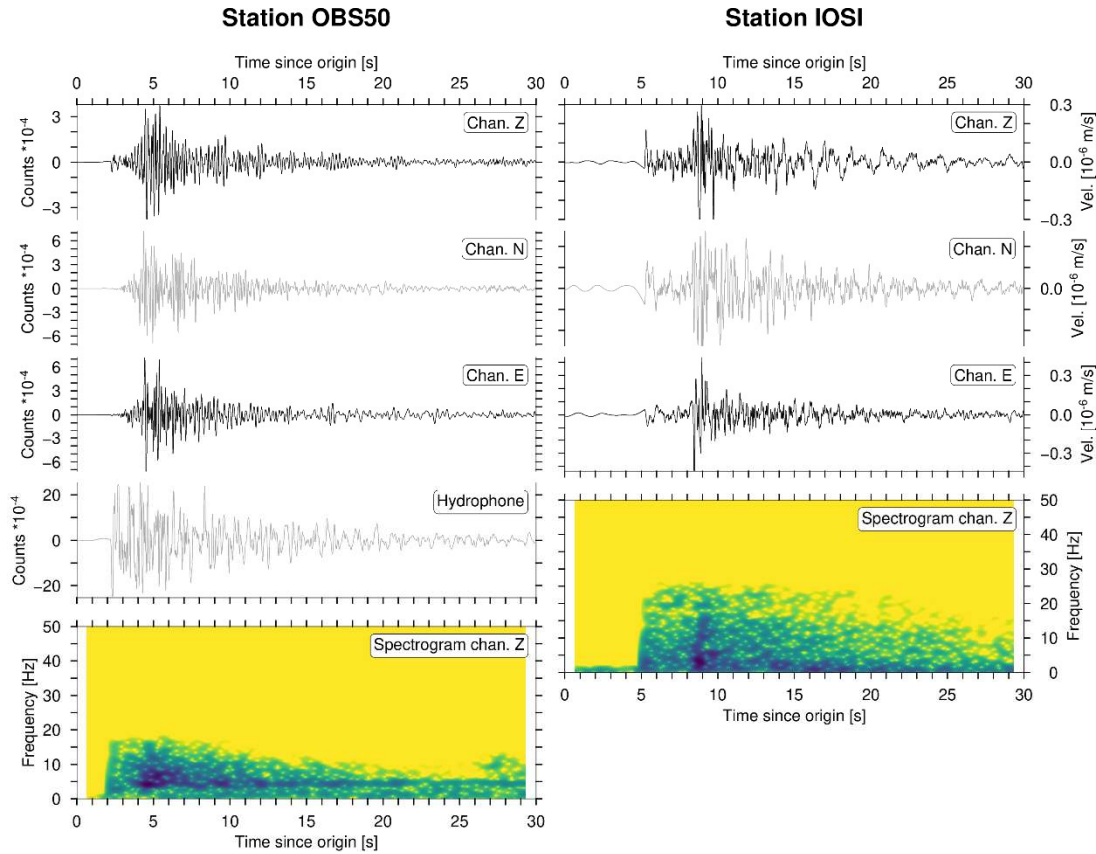 Station OBS50
Time since origin [s]
0 5 10 15 20 25 30
Counts *10-4
3
0
−3
Chan. Z
Counts *10-4
6
3
0
−3
−6
Chan. N
Counts *10-4
6
3
0
−3
−6
Chan. E
Counts *10-4
20
0
−20
Hydrophone
Frequency [Hz]
50
40
30
20
10
0
Spectrogram chan. Z
0 5 10 15 20 25 30
Time since origin [s]
Station IOSI
Time since origin [s]
0 5 10 15 20 25 30
Chan. Z
0.3
0.0
−0.3
Vel. [10-6 m/s]
Chan. N
0.0
Vel. [10-6 m/s]
Chan. E
0.3
0.0
−0.3
Vel. [10-6 m/s]
Spectrogram chan. Z
50
40
30
20
10
0
Frequency [Hz]
0 5 10 15 20 25 30
Time since origin [s]